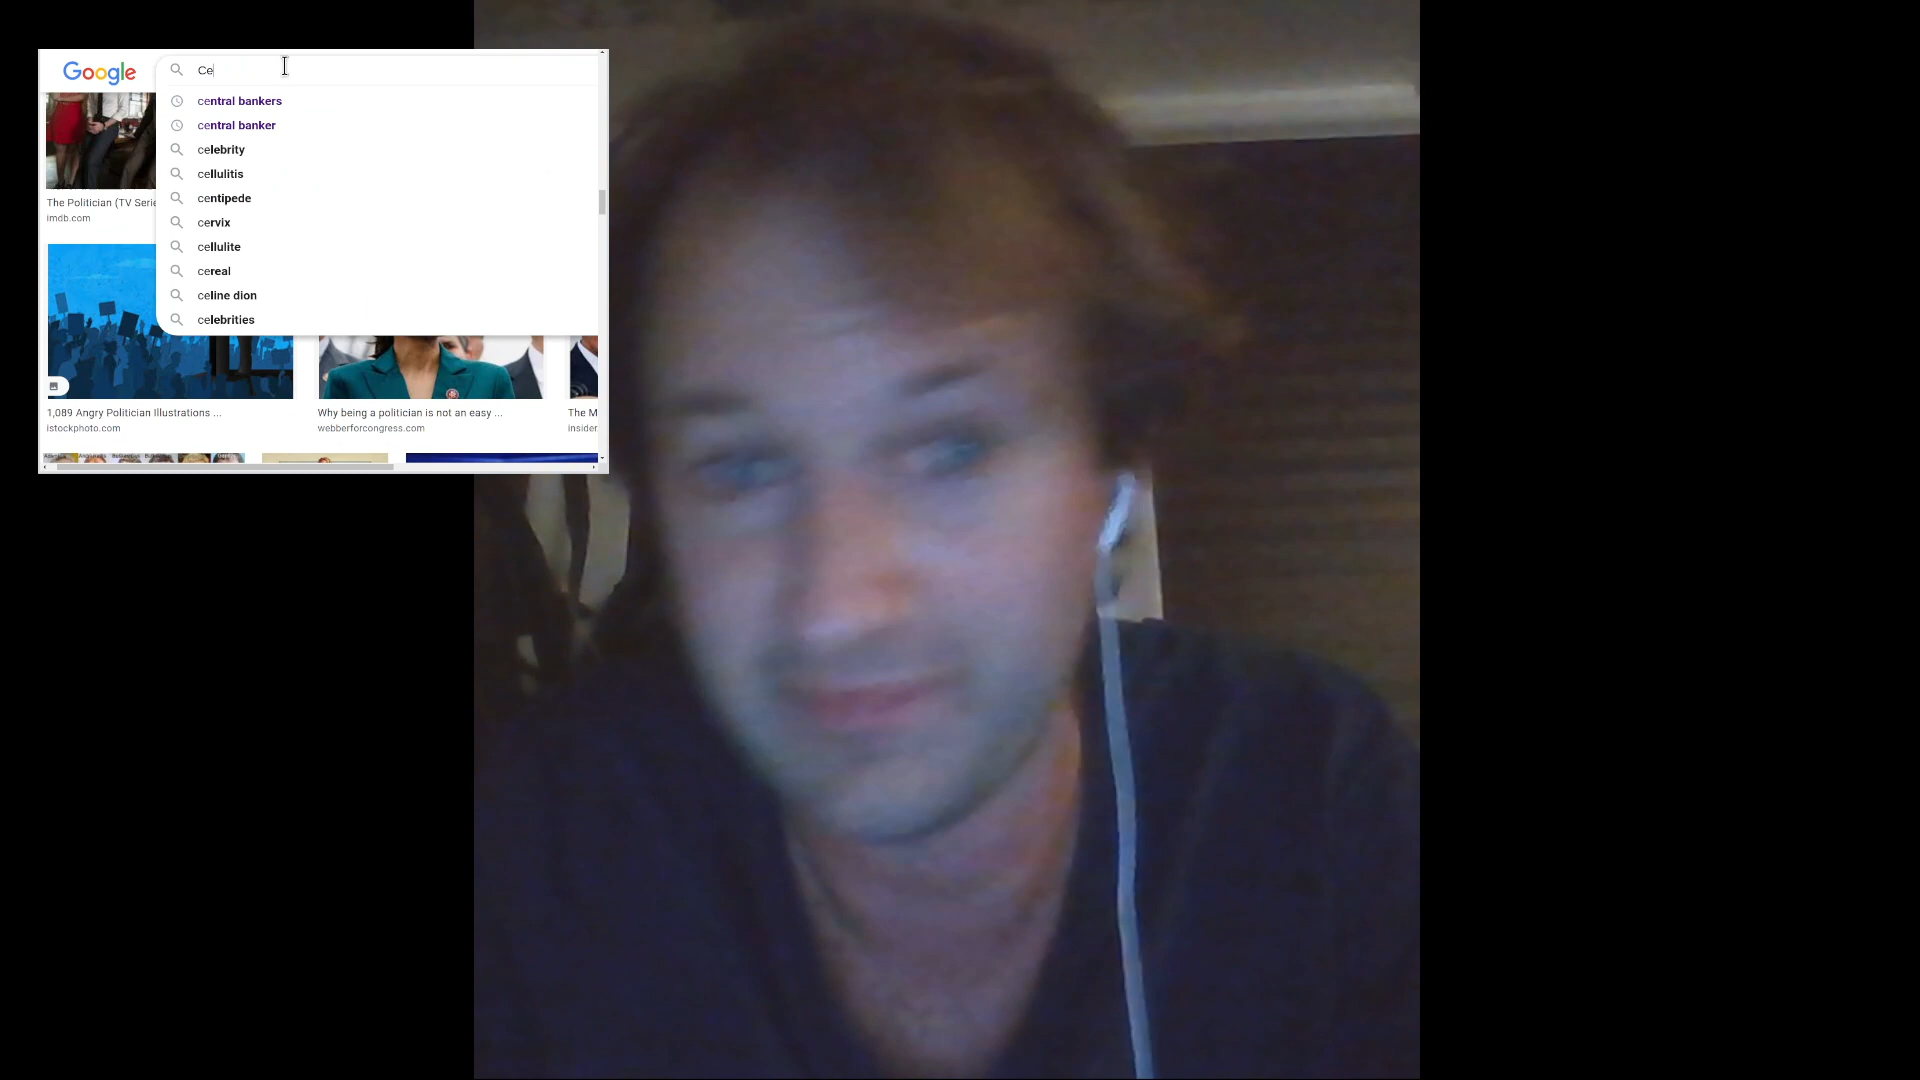 Google
Ce
central bankers
central banker
celebrity
cellulitis
centipede
cervix
cellulite
cereal
celine dion
celebrities
The Politician (TV Serie
imdb.com
1,089 Angry Politician Illustrations ...
istockphoto.com
Why being a politician is not an easy ...
webberforcongress.com
The M
insider